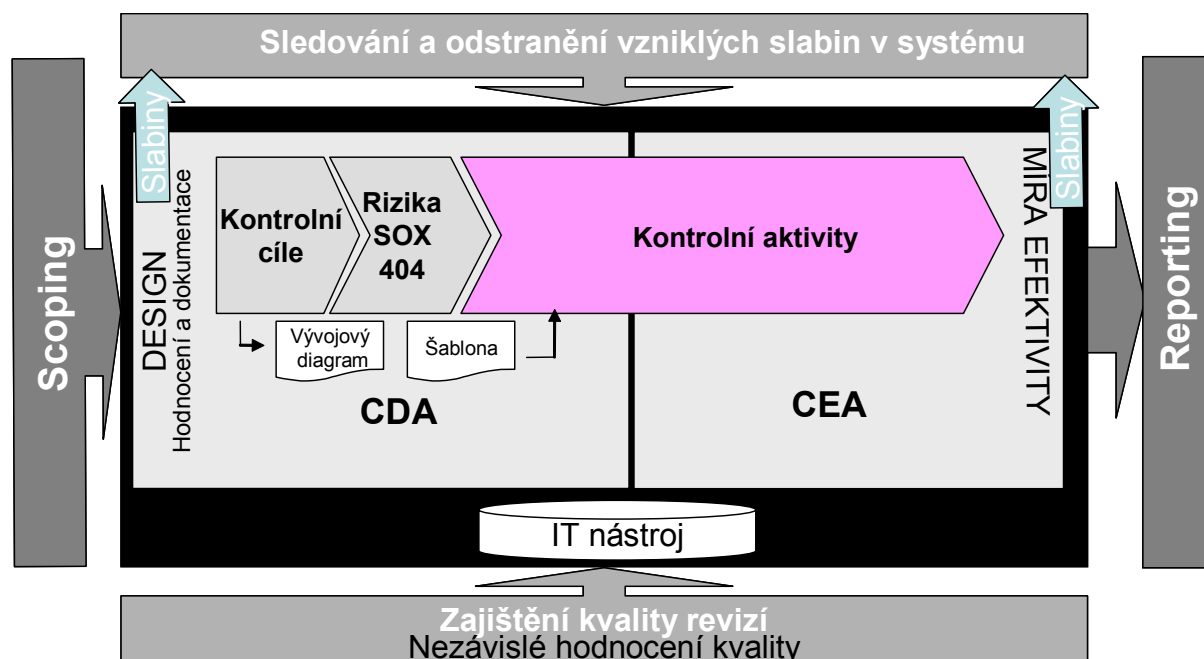 Sledování a odstranění vzniklých slabin v systému
Scoping
Slabiny
DESIGN
Hodnocení a dokumentace
Kontrolní
cíle
Rizika
SOX
404
Kontrolní aktivity
Vývojový
diagram
Šablona
CDA
CEA
MÍRA EFEKTIVITY
Slabiny
Reporting
IT nástroj
Zajištění kvality revizí
Nezávislé hodnocení kvality